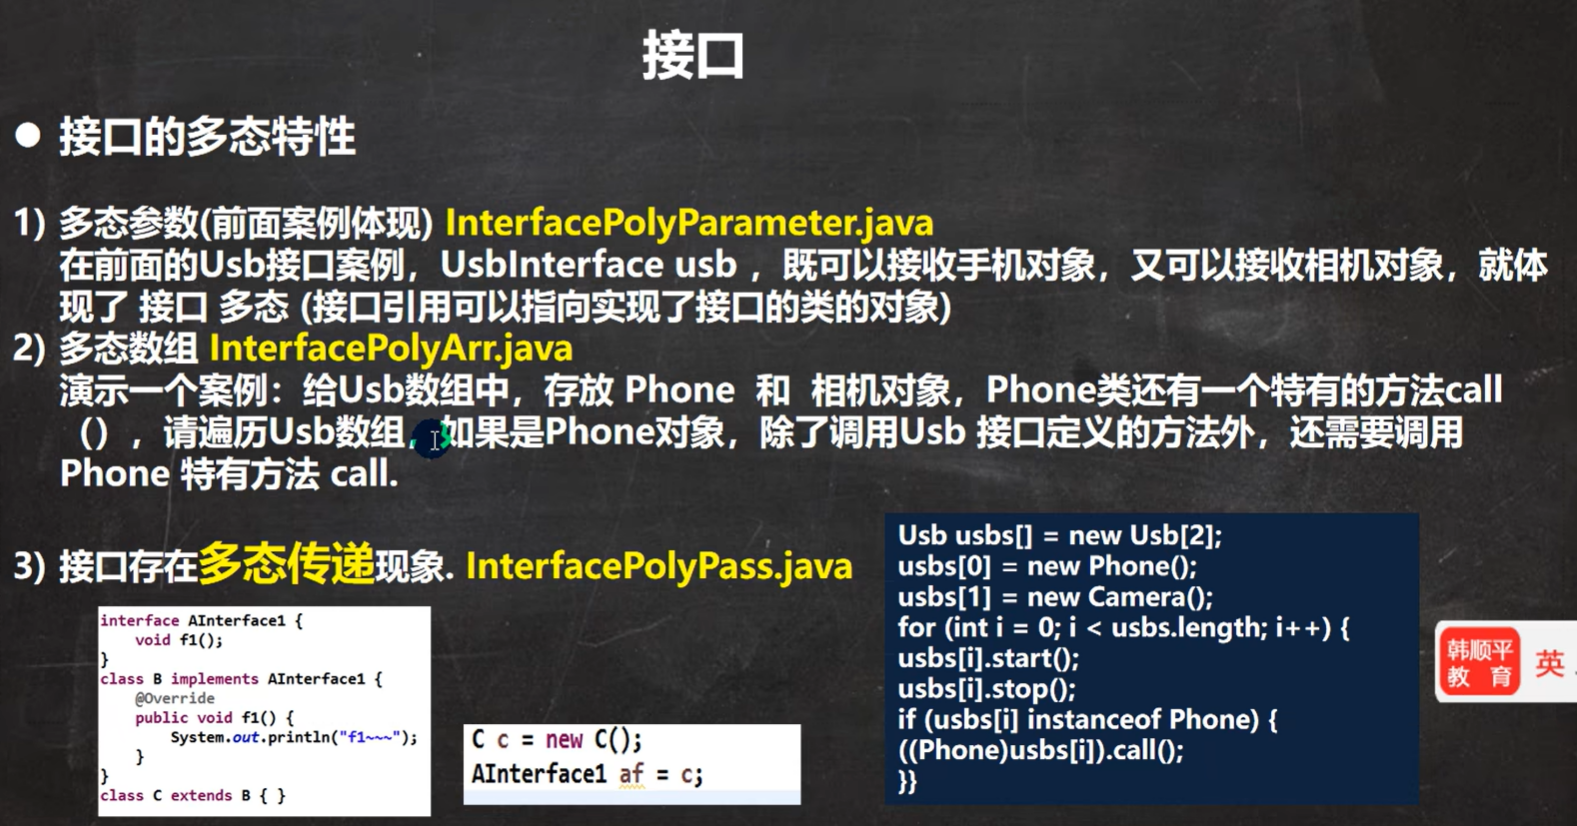 接口
● 接口的多态特性
1) 多态参数(前面案例体现) InterfacePolyParameter.java
在前面的Usb接口案例，UsbInterface usb ，既可以接收手机对象，又可以接收相机对象，就体
现了 接口 多态 (接口引用可以指向实现了接口的类的对象)
2) 多态数组 InterfacePolyArr.java
演示一个案例：给Usb数组中，存放 Phone 和 相机对象，Phone类还有一个特有的方法call
（），请遍历Usb数组，如果是Phone对象，除了调用Usb 接口定义的方法外，还需要调用
Phone 特有方法 call.
3) 接口存在多态传递现象. InterfacePolyPass.java
interface AInterface1 {
void f1();
}
class B implements AInterface1 {
@Override
public void f1() {
System.out.println("f1~~~");
}
}
class C extends B { }
C c = new C();
AInterface1 af = c;
Usb usbs[] = new Usb[2];
usbs[0] = new Phone();
usbs[1] = new Camera();
for (int i = 0; i < usbs.length; i++) {
usbs[i].start();
usbs[i].stop();
if (usbs[i] instanceof Phone) {
((Phone)usbs[i]).call();
}}
韩顺平
教 育
英